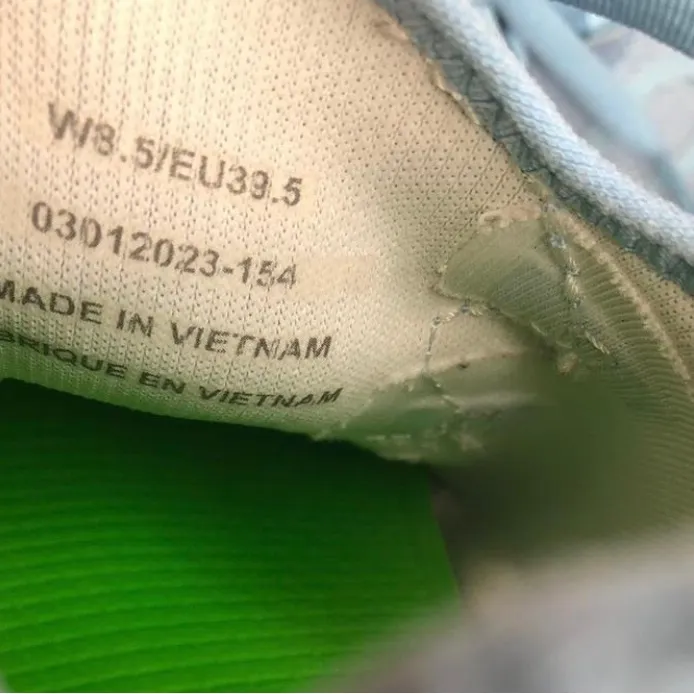 W8.5/EU39.5
03012023-154
MADE IN VIETNAM
BRIQUE EN VIETNAM